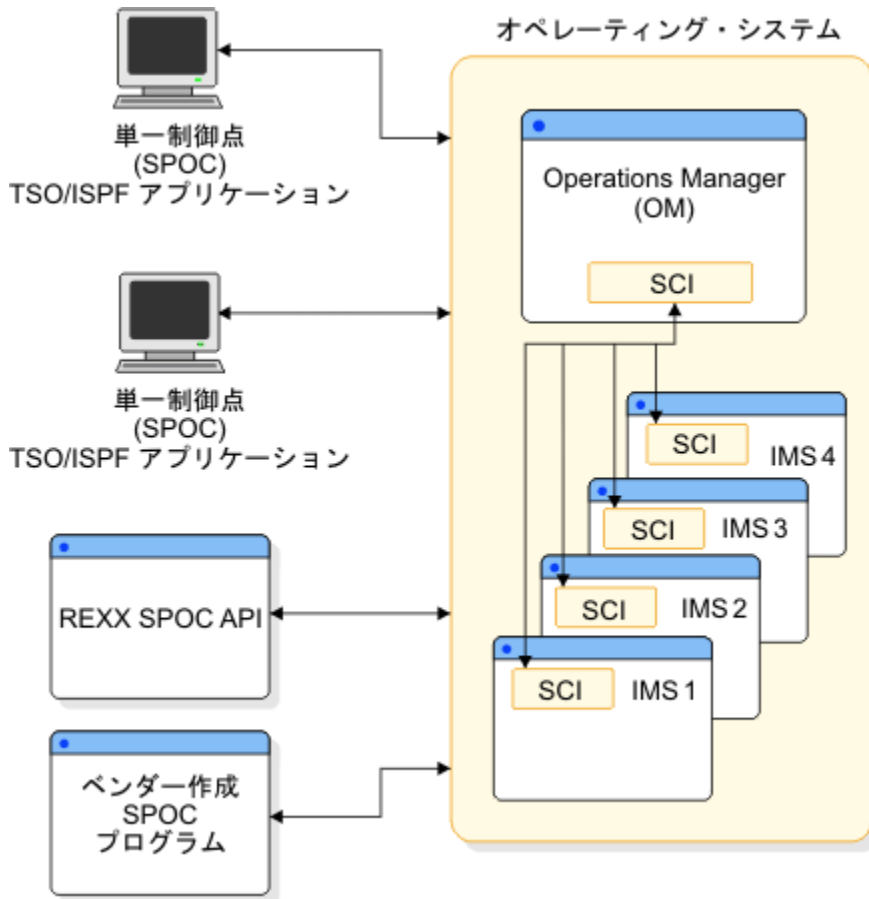 オペレーティング・システム
単一制御点
(SPOC)
TSO/ISPF アプリケーション
単一制御点
(SPOC)
TSO/ISPF アプリケーション
REXX SPOC API
ベンダー作成
SPOC
プログラム
Operations Manager
(OM)
SCI
SCI
IMS 4
SCI
IMS 3
SCI
IMS 2
SCI
IMS 1